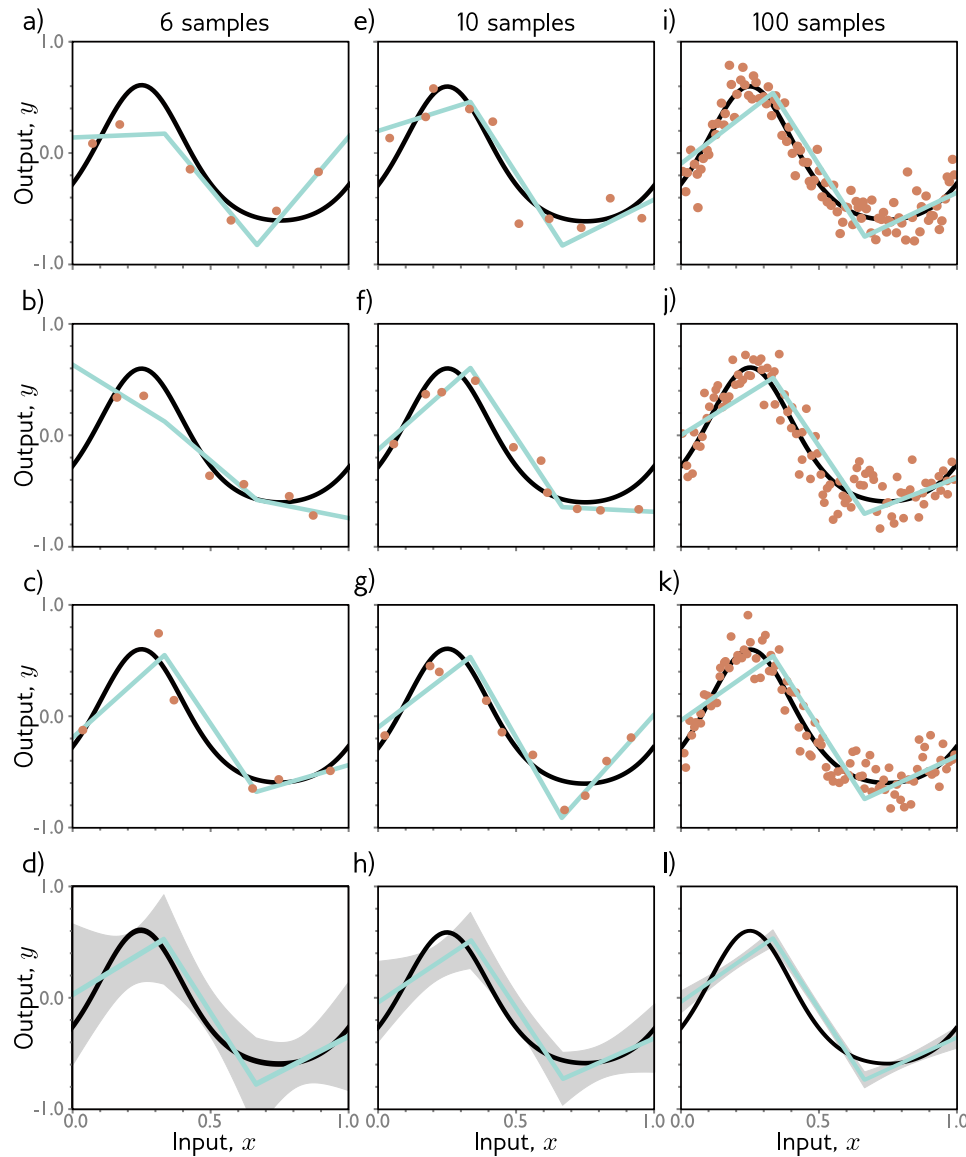 a) 6 samples e) 10 samples i) 100 samples
1.0
Output, y
0.0
-1.0
b) f) j)
1.0
Output, y
0.0
-1.0
c) g) k)
1.0
Output, y
0.0
-1.0
d) h) l)
1.0
Output, y
0.0
-1.0
0.0 0.5 1.0 0.0 0.5 1.0 0.0 0.5 1.0
Input, x Input, x Input, x